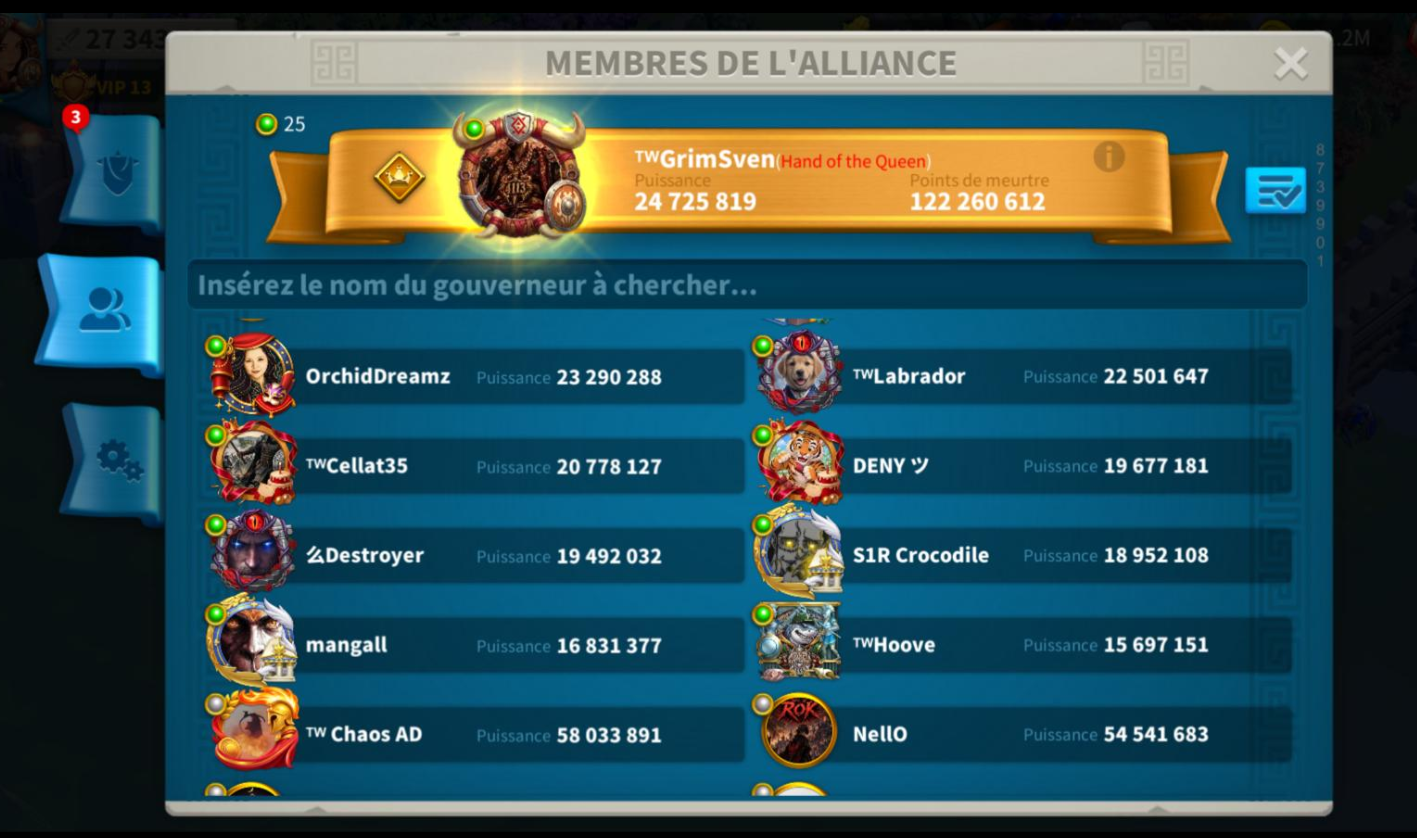 27 343
.2M
MEMBRES DE L'ALLIANCE
VIP 13
3
25
ᵀᵂGrimSven(Hand of the Queen)
Puissance Points de meurtre
24 725 819 122 260 612
8739901
Insérez le nom du gouverneur à chercher...
OrchidDreamz Puissance 23 290 288
ᵀᵂLabrador Puissance 22 501 647
ᵀᵂCellat35 Puissance 20 778 127
DENY ツ Puissance 19 677 181
么Destroyer Puissance 19 492 032
S1R Crocodile Puissance 18 952 108
mangall Puissance 16 831 377
ᵀᵂHoove Puissance 15 697 151
ᵀᵂ Chaos AD Puissance 58 033 891
ROK
NellO Puissance 54 541 683